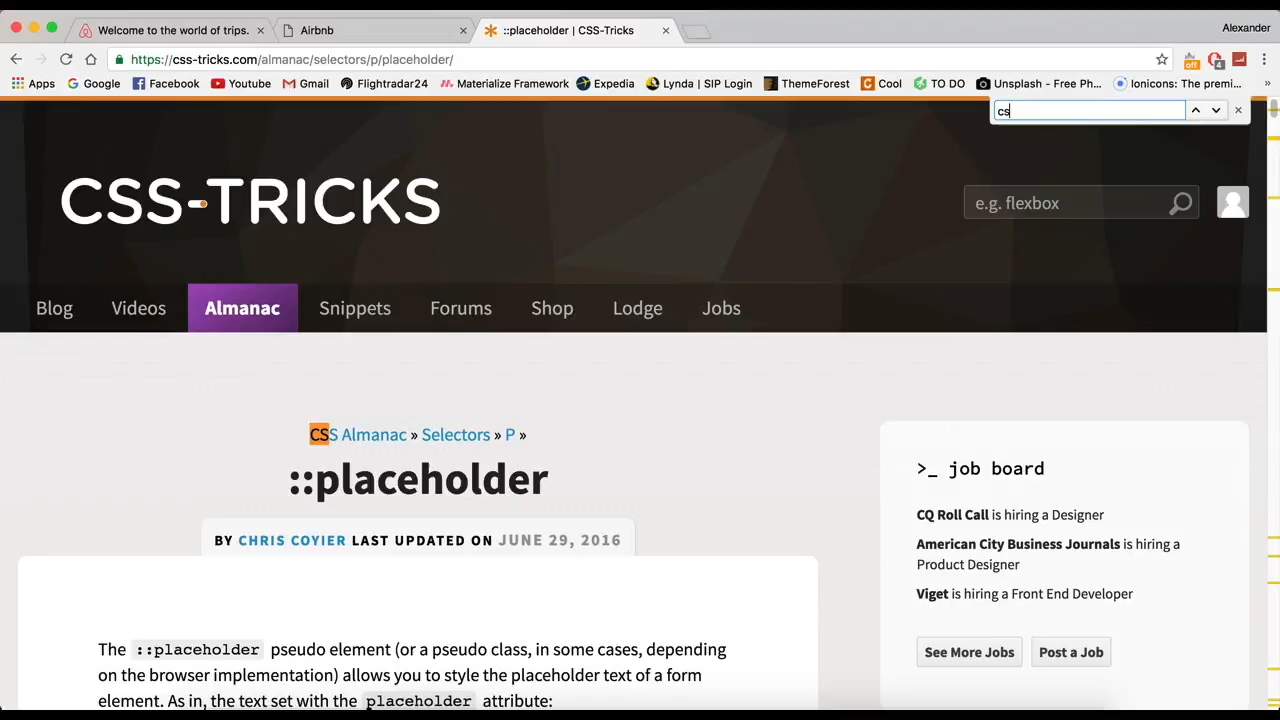 Welcome to the world of trips.
Airbnb
::placeholder | CSS-Tricks
Alexander
https://css-tricks.com/almanac/selectors/p/placeholder/
off
4
Apps
Google
Facebook
Youtube
Gmail
Flightradar24
Materialize Framework
Expedia
Lynda | SIP Login
ThemeForest
Cool
TO DO
Unsplash - Free Ph...
Ionicons: The premi...
»
cs
CSS-TRICKS
e.g. flexbox
Blog
Videos
Almanac
Snippets
Forums
Shop
Lodge
Jobs
CSS Almanac » Selectors » P »
::placeholder
BY CHRIS COYIER LAST UPDATED ON JUNE 29, 2016
The ::placeholder pseudo element (or a pseudo class, in some cases, depending
on the browser implementation) allows you to style the placeholder text of a form
element. As in, the text set with the placeholder attribute:
>_ job board
CQ Roll Call is hiring a Designer
American City Business Journals is hiring a
Product Designer
Viget is hiring a Front End Developer
See More Jobs
Post a Job